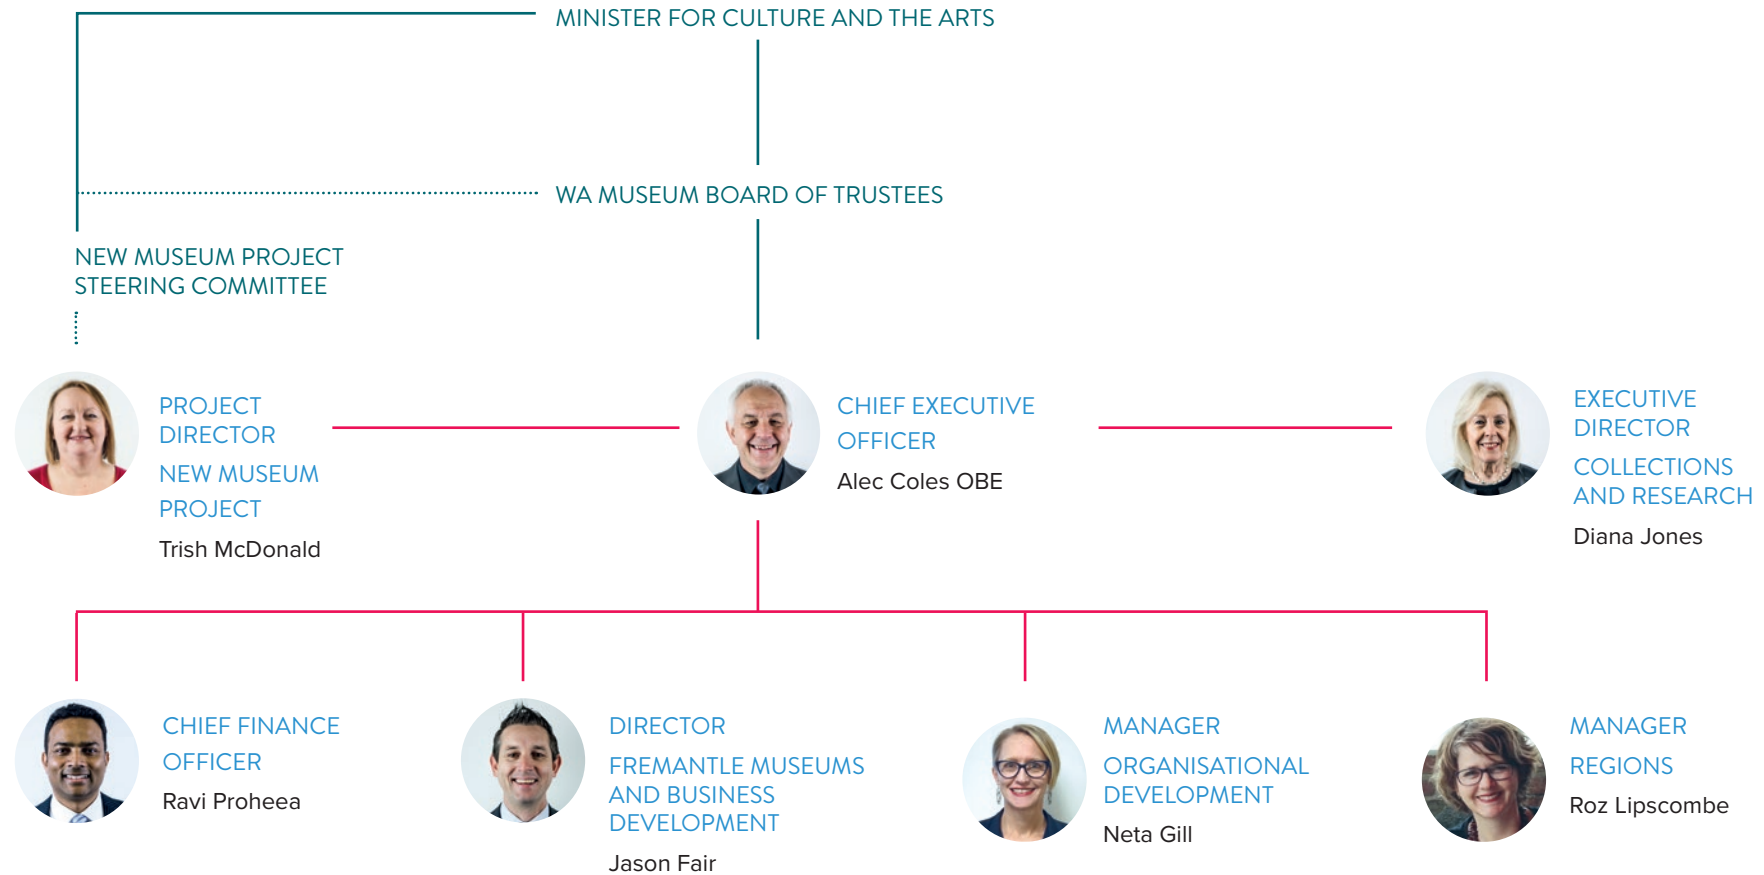 MINISTER FOR CULTURE AND THE ARTS
WA MUSEUM BOARD OF TRUSTEES
NEW MUSEUM PROJECT
STEERING COMMITTEE
PROJECT
DIRECTOR
NEW MUSEUM
PROJECT
Trish McDonald
CHIEF EXECUTIVE
OFFICER
Alec Coles OBE
EXECUTIVE
DIRECTOR
COLLECTIONS
AND RESEARCH
Diana Jones
CHIEF FINANCE
OFFICER
Ravi Proheea
DIRECTOR
FREMANTLE MUSEUMS
AND BUSINESS
DEVELOPMENT
Jason Fair
MANAGER
ORGANISATIONAL
DEVELOPMENT
Neta Gill
MANAGER
REGIONS
Roz Lipscombe